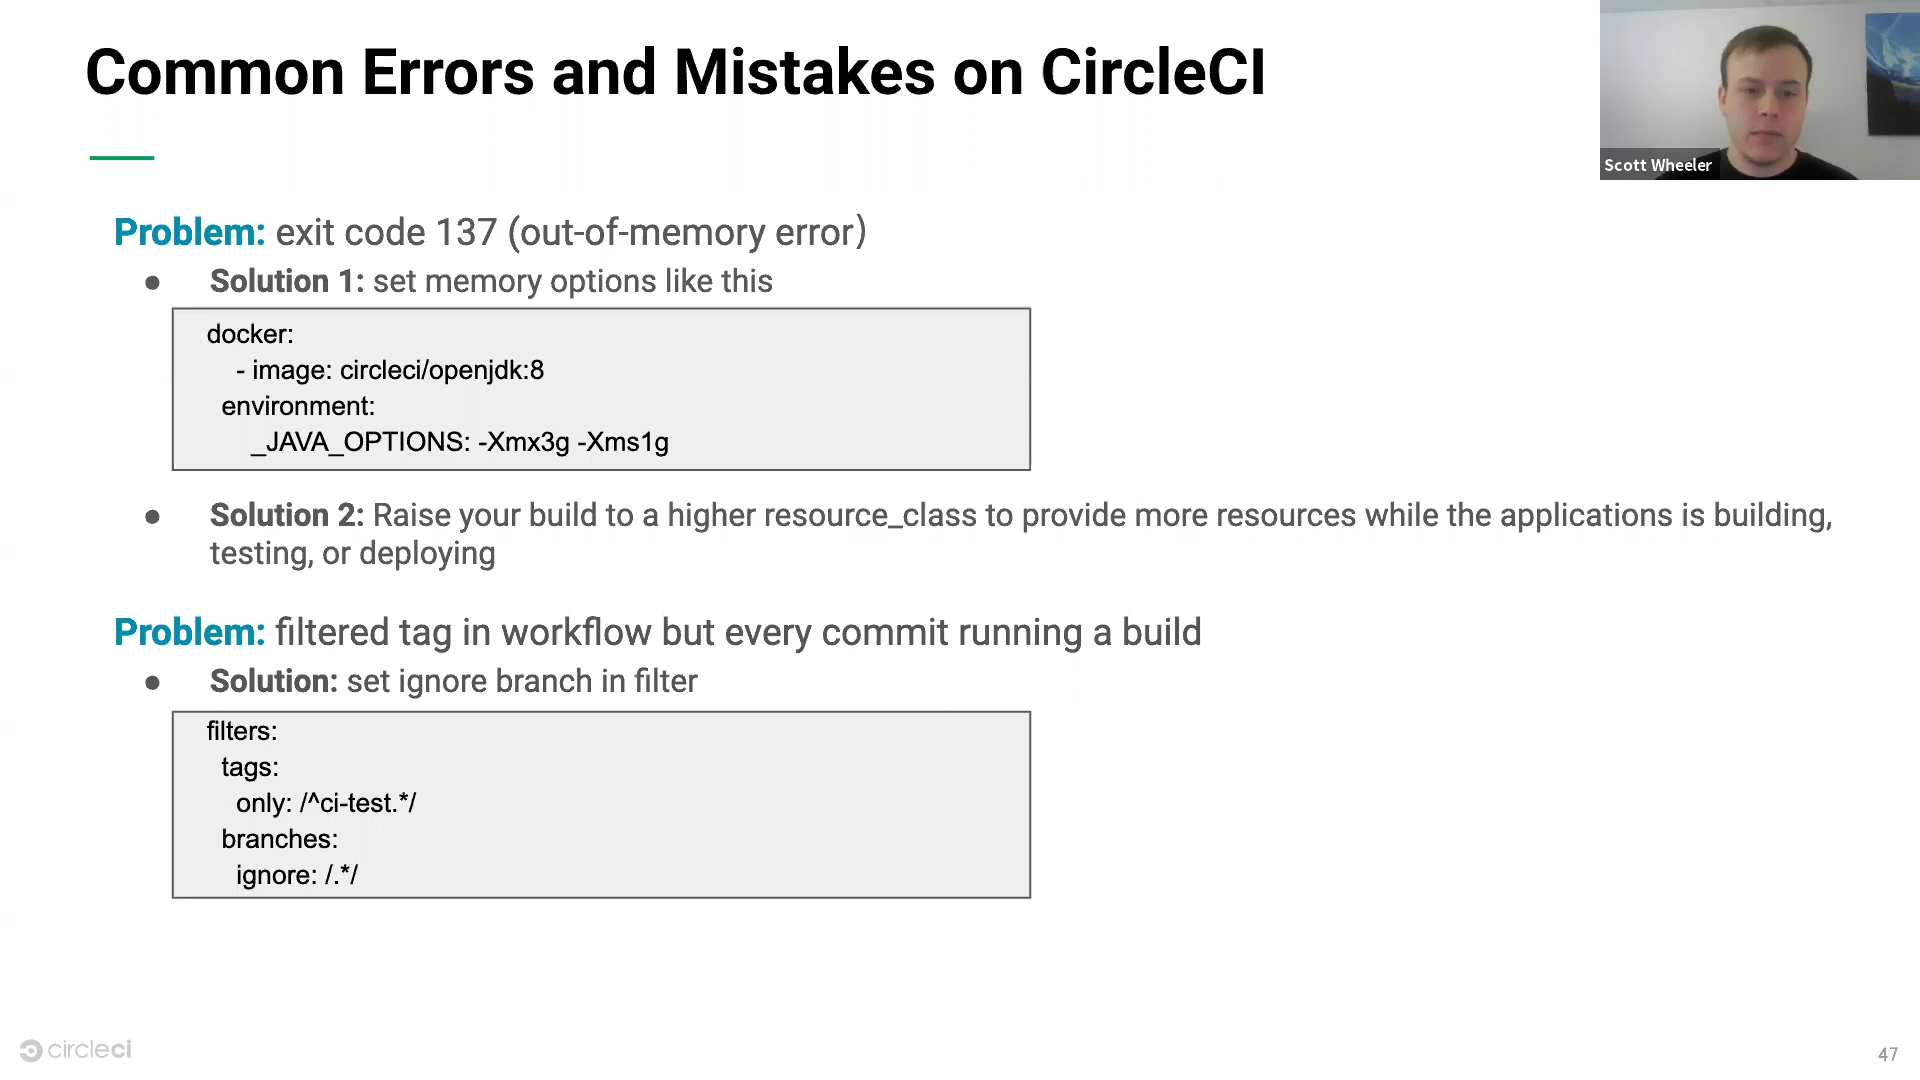 Common Errors and Mistakes on CircleCI
Scott Wheeler
Problem: exit code 137 (out-of-memory error)
● Solution 1: set memory options like this
docker:
- image: circleci/openjdk:8
environment:
_JAVA_OPTIONS: -Xmx3g -Xms1g
● Solution 2: Raise your build to a higher resource_class to provide more resources while the applications is building,
testing, or deploying
Problem: filtered tag in workflow but every commit running a build
● Solution: set ignore branch in filter
filters:
tags:
only: /^ci-test.*/
branches:
ignore: /.*/
circleci
47